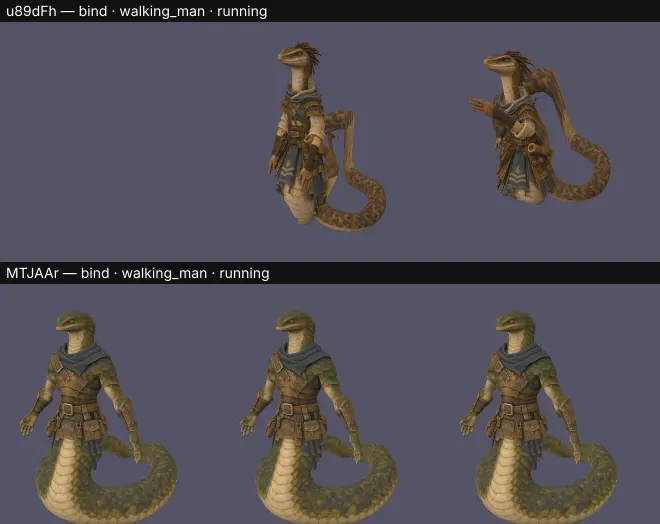 u89dFh — bind · walking_man · running
MTJAAr — bind · walking_man · running